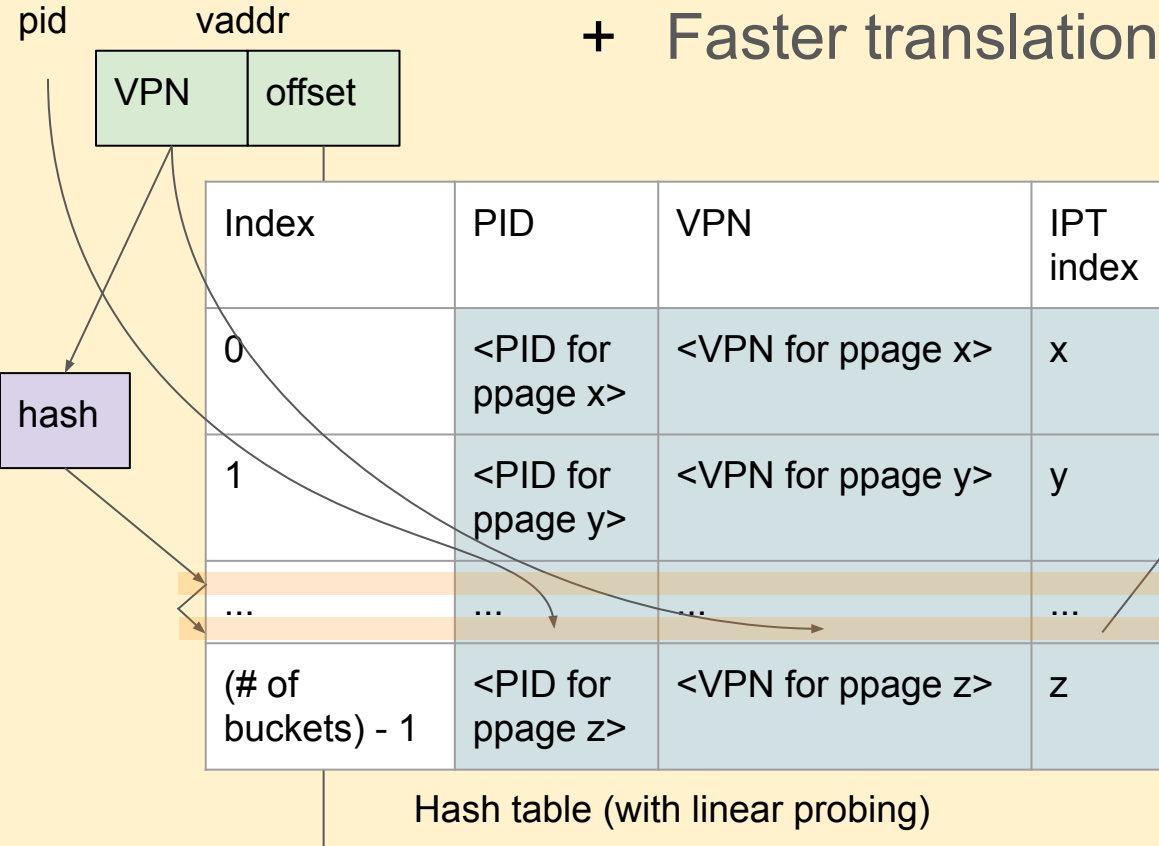 pid vaddr
+ Faster translation
VPN offset
Index PID VPN IPT
index
0 <PID for <VPN for ppage x> x
ppage x>
hash
1 <PID for <VPN for ppage y> y
ppage y>
... ... ... ...
(# of <PID for <VPN for ppage z> z
buckets) - 1 ppage z>
Hash table (with linear probing)